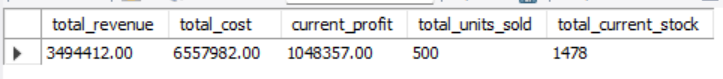 total_revenue total_cost current_profit total_units_sold total_current_stock
3494412.00 6557982.00 1048357.00 500 1478